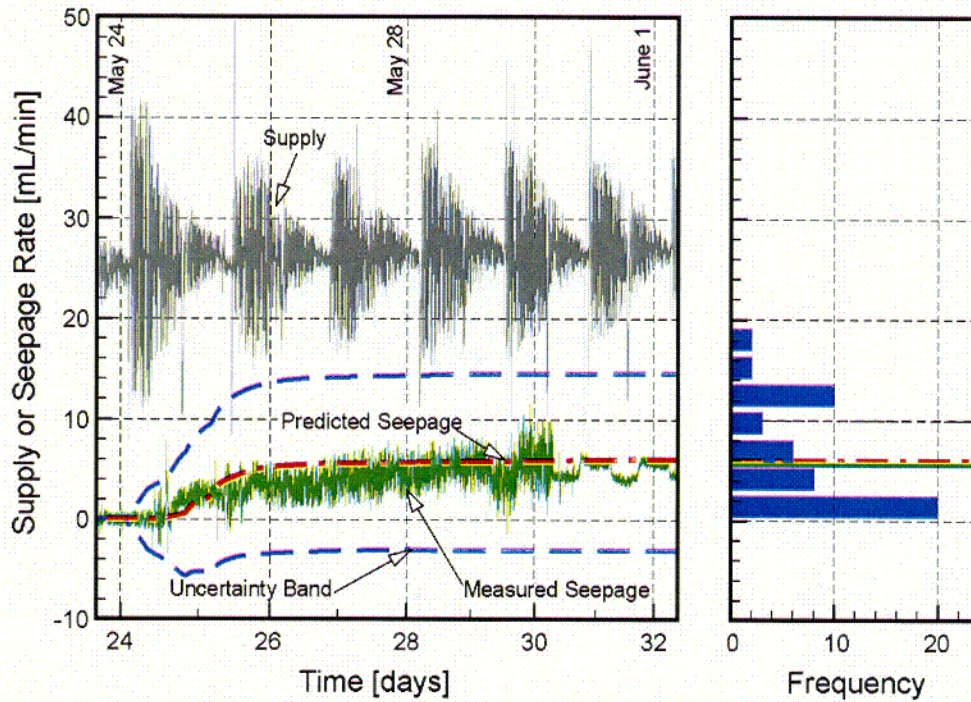 May 24
May 28
June 1
Supply or Seepage Rate [mL/min]
50
40
30
20
10
0
-10
Supply
Predicted Seepage
Uncertainty Band
Measured Seepage
24
26
28
30
32
Time [days]
0
10
20
Frequency